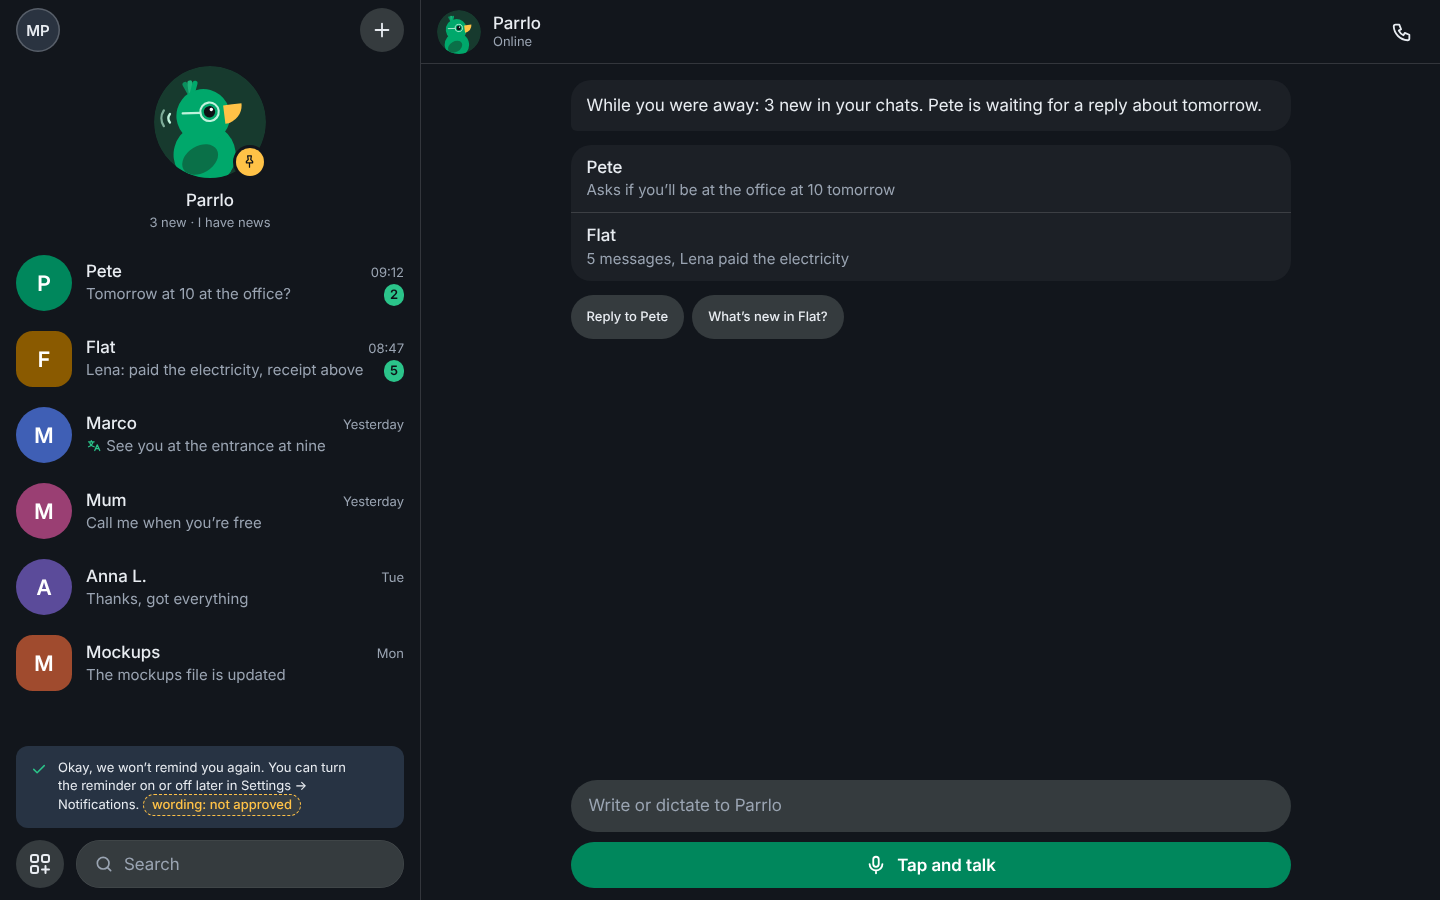 MP
Parrlo
3 new · I have news
P
Pete
09:12
Tomorrow at 10 at the office?
2
F
Flat
08:47
Lena: paid the electricity, receipt above
5
M
Marco
Yesterday
See you at the entrance at nine
M
Mum
Yesterday
Call me when you’re free
A
Anna L.
Tue
Thanks, got everything
M
Mockups
Mon
The mockups file is updated
Okay, we won’t remind you again. You can turn
the reminder on or off later in Settings →
Notifications. wording: not approved
Search
Parrlo
Online
While you were away: 3 new in your chats. Pete is waiting for a reply about tomorrow.
Pete
Asks if you’ll be at the office at 10 tomorrow
Flat
5 messages, Lena paid the electricity
Reply to Pete
What’s new in Flat?
Write or dictate to Parrlo
Tap and talk